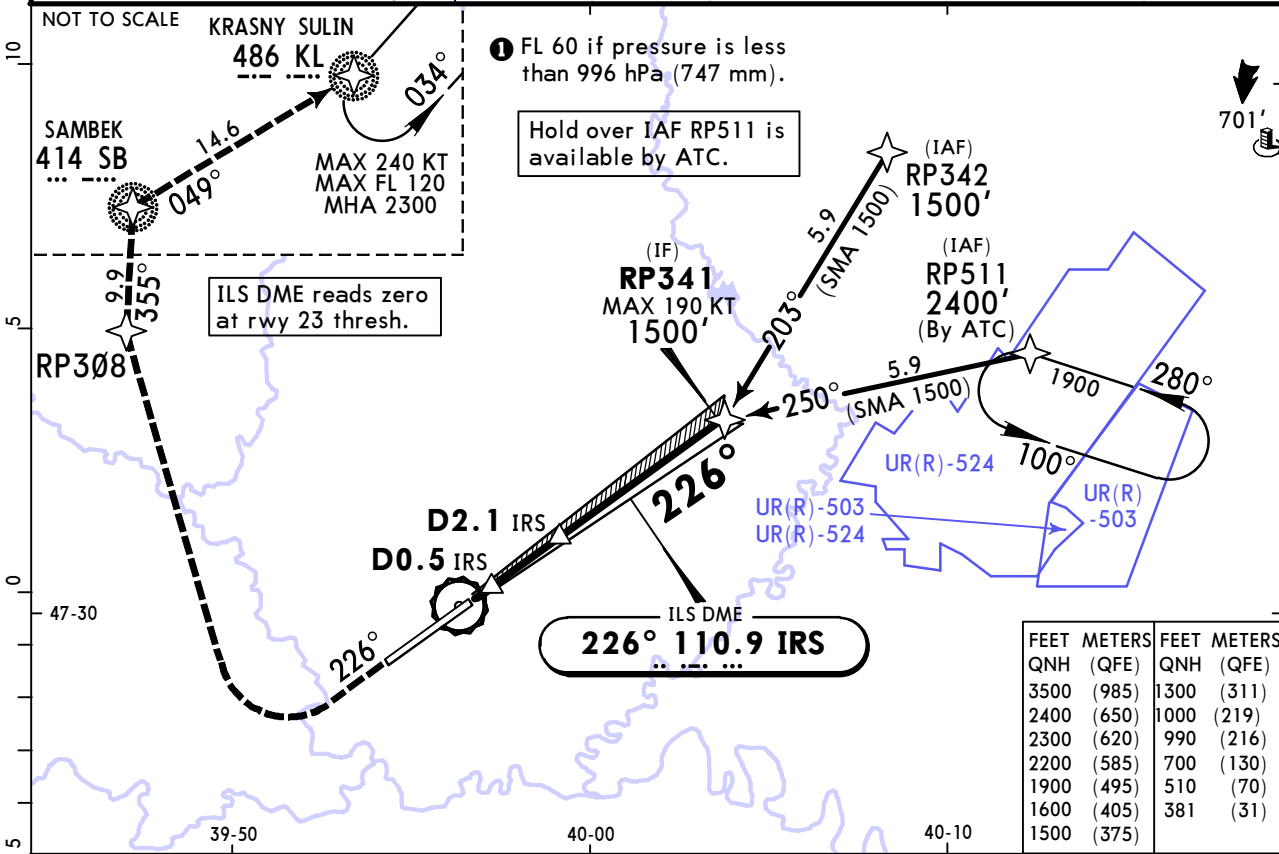 NOT TO SCALE
KRASNY SULIN
486 KL
034°
14.6
049°
SAMBEK
414 SB
MAX 240 KT
MAX FL 120
MHA 2300
9.9
355°
RP3Ø8
❶ FL 60 if pressure is less
than 996 hPa (747 mm).
Hold over IAF RP511 is
available by ATC.
701'
ILS DME reads zero
at rwy 23 thresh.
(IAF)
RP342
1500'
5.9
(SMA 1500)
203°
(IF)
RP341
MAX 190 KT
1500'
(IAF)
RP511
2400'
(By ATC)
5.9
250°
(SMA 1500)
1900
280°
100°
UR(R)-524
UR(R)
-503
UR(R)-503
UR(R)-524
226°
D2.1 IRS
D0.5 IRS
226°
ILS DME
226° 110.9 IRS
FEET METERS FEET METERS
QNH (QFE) QNH (QFE)
3500 (985) 1300 (311)
2400 (650) 1000 (219)
2300 (620) 990 (216)
2200 (585) 700 (130)
1900 (495) 510 (70)
1600 (405) 381 (31)
1500 (375)
10
5
0
5
47-30
39-50
40-00
40-10